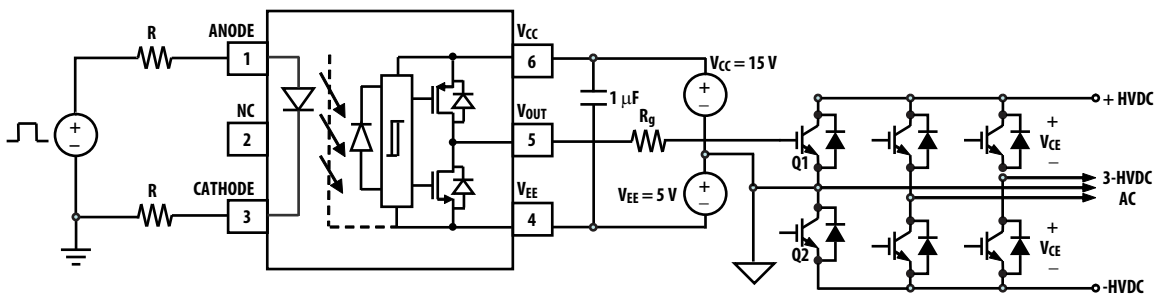 R
ANODE
1
NC
2
R
CATHODE
3
+
−
VCC
6
VOUT
5
VEE
4
1 μF
Rg
VCC = 15 V
+
−
VEE = 5 V
+
−
Q1
Q2
+ HVDC
+
VCE
−
3-HVDC
AC
+
VCE
−
-HVDC